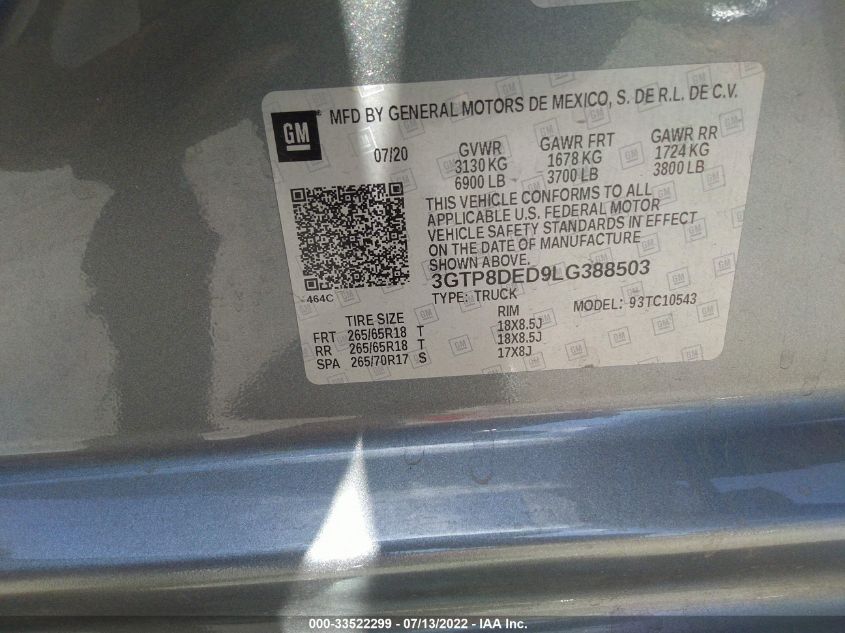 GM® MFD BY GENERAL MOTORS DE MEXICO, S. DE R.L. DE C.V.
07/20 GVWR GAWR FRT GAWR RR
3130 KG 1678 KG 1724 KG
6900 LB 3700 LB 3800 LB
THIS VEHICLE CONFORMS TO ALL
APPLICABLE U.S. FEDERAL MOTOR
VEHICLE SAFETY STANDARDS IN EFFECT
ON THE DATE OF MANUFACTURE
SHOWN ABOVE.
3GTP8DED9LG388503
464C TYPE: TRUCK MODEL: 93TC10543
TIRE SIZE RIM
FRT 265/65R18 T 18X8.5J
RR 265/65R18 T 18X8.5J
SPA 265/70R17 S 17X8J
000-33522299 - 07/13/2022 - IAA Inc.